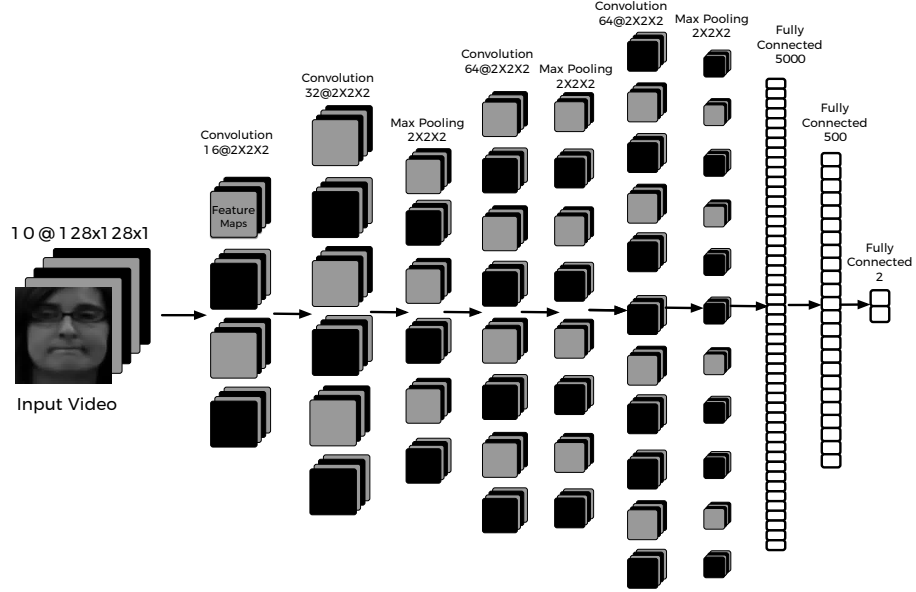 10@128x128x1
Input Video
Convolution
16@2X2X2
Feature
Maps
Convolution
32@2X2X2
Max Pooling
2X2X2
Convolution
64@2X2X2
Max Pooling
2X2X2
Convolution
64@2X2X2
Max Pooling
2X2X2
Fully
Connected
5000
Fully
Connected
500
Fully
Connected
2